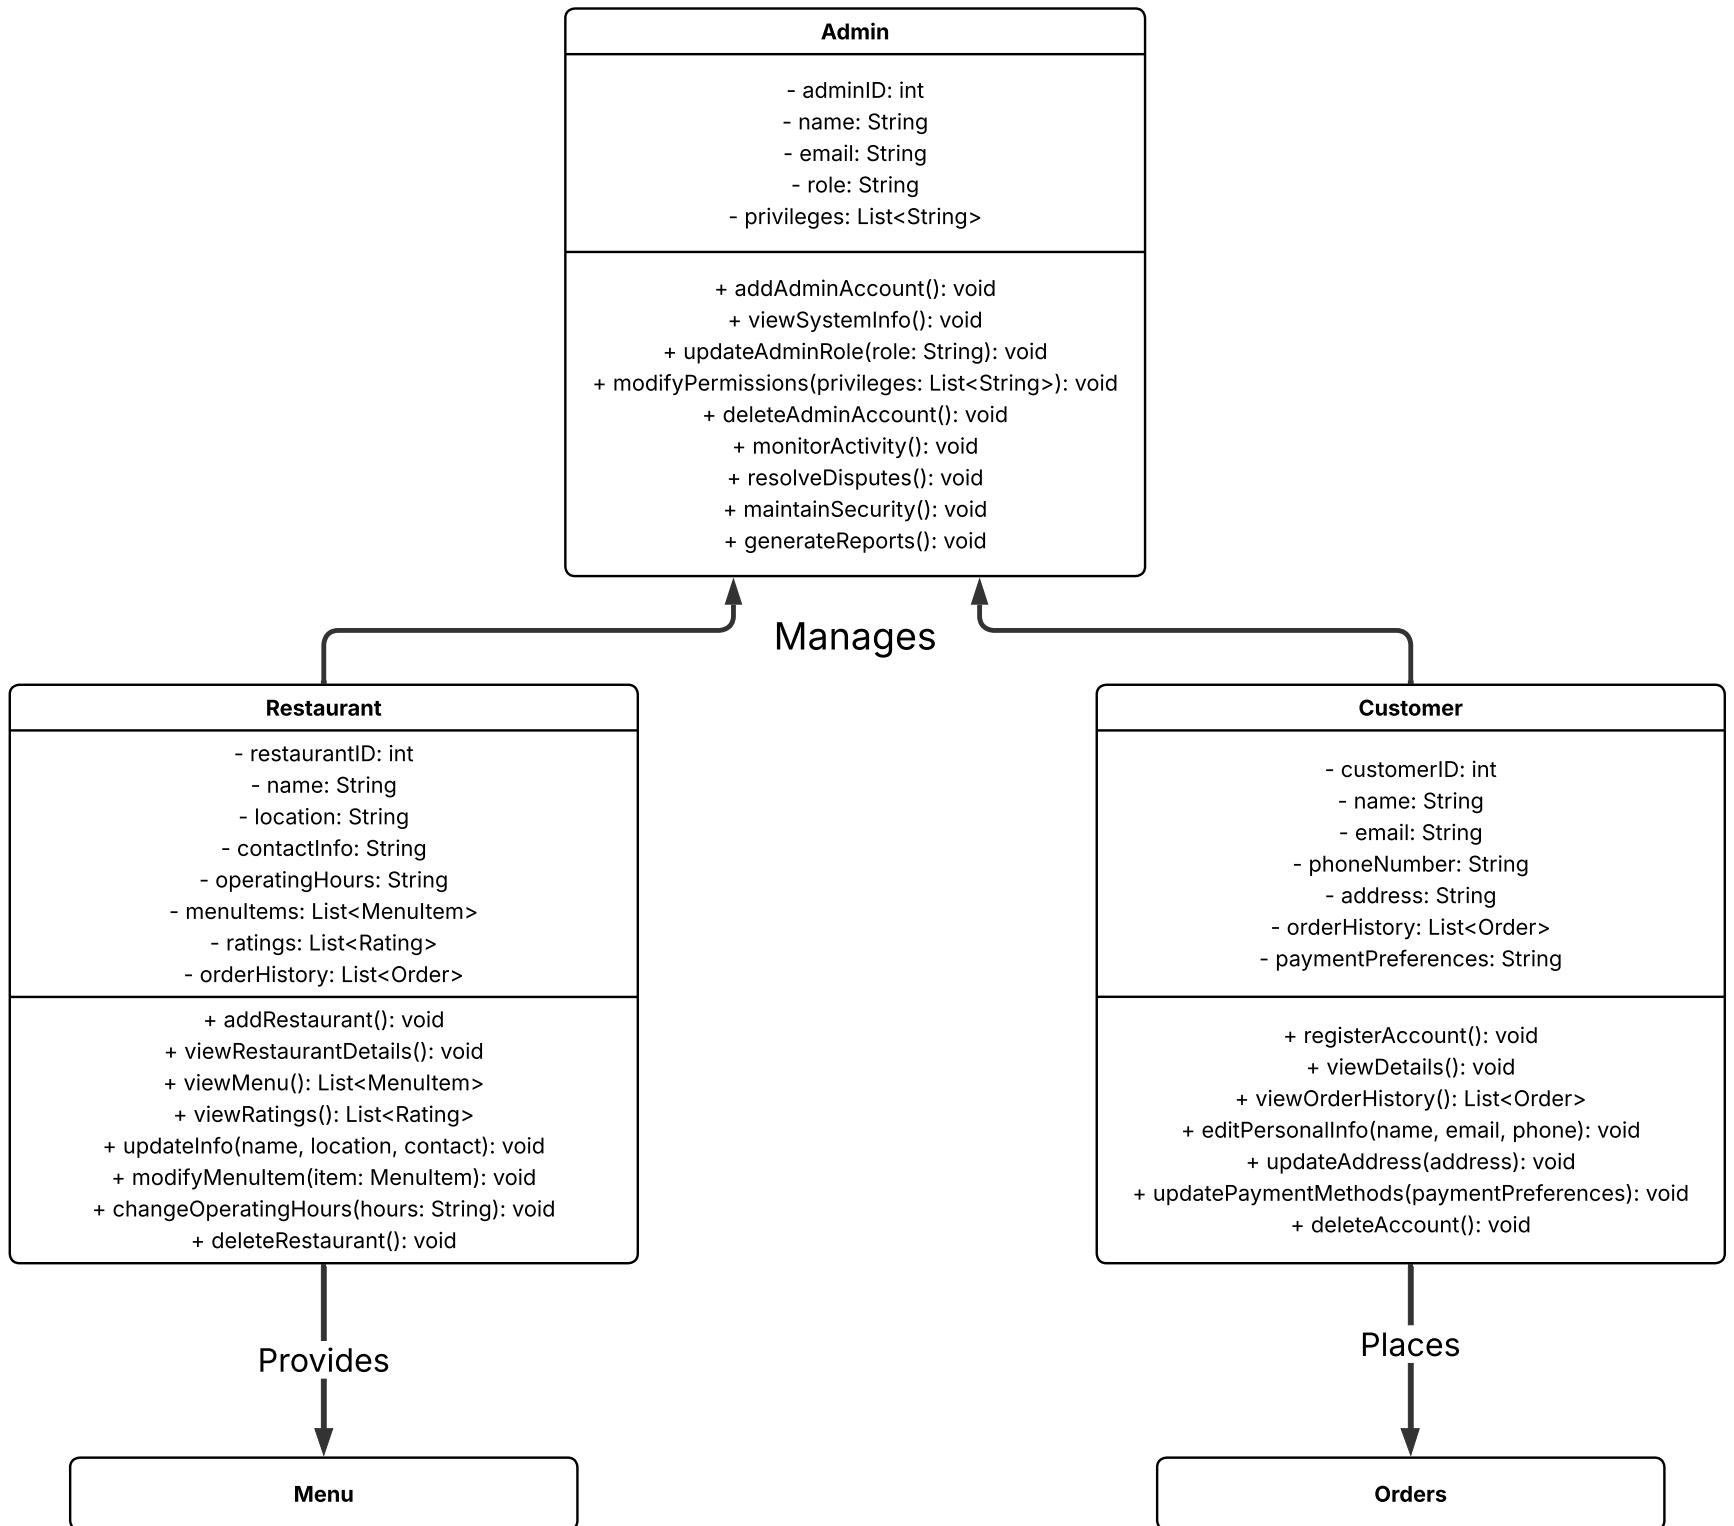 Admin
- adminID: int
- name: String
- email: String
- role: String
- privileges: List<String>
+ addAdminAccount(): void
+ viewSystemInfo(): void
+ updateAdminRole(role: String): void
+ modifyPermissions(privileges: List<String>): void
+ deleteAdminAccount(): void
+ monitorActivity(): void
+ resolveDisputes(): void
+ maintainSecurity(): void
+ generateReports(): void
Manages
Restaurant
- restaurantID: int
- name: String
- location: String
- contactInfo: String
- operatingHours: String
- menuItems: List<MenuItem>
- ratings: List<Rating>
- orderHistory: List<Order>
+ addRestaurant(): void
+ viewRestaurantDetails(): void
+ viewMenu(): List<MenuItem>
+ viewRatings(): List<Rating>
+ updateInfo(name, location, contact): void
+ modifyMenuItem(item: MenuItem): void
+ changeOperatingHours(hours: String): void
+ deleteRestaurant(): void
Customer
- customerID: int
- name: String
- email: String
- phoneNumber: String
- address: String
- orderHistory: List<Order>
- paymentPreferences: String
+ registerAccount(): void
+ viewDetails(): void
+ viewOrderHistory(): List<Order>
+ editPersonalInfo(name, email, phone): void
+ updateAddress(address): void
+ updatePaymentMethods(paymentPreferences): void
+ deleteAccount(): void
Provides
Places
Menu
Orders